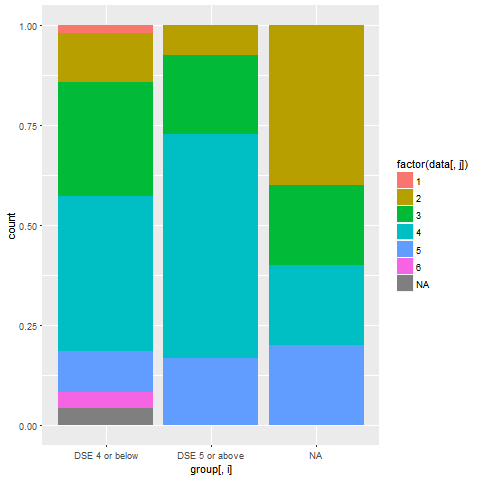 1.00
0.75
0.50
0.25
0.00
count
DSE 4 or below
DSE 5 or above
NA
group[, i]
factor(data[, j])
1
2
3
4
5
6
NA